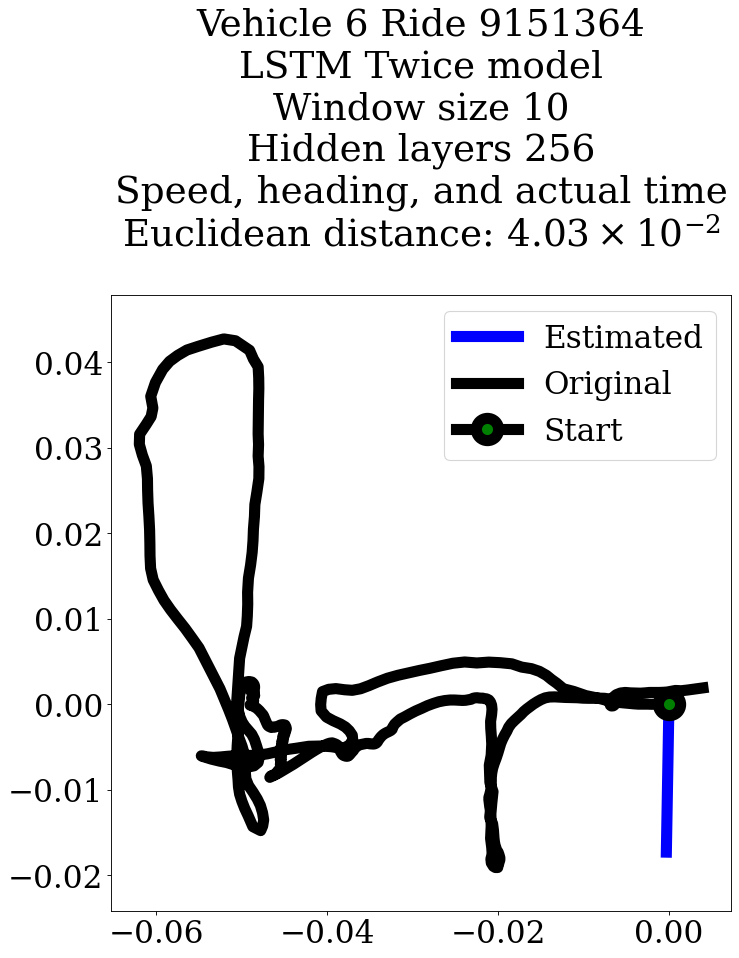 Vehicle 6 Ride 9151364
LSTM Twice model
Window size 10
Hidden layers 256
Speed, heading, and actual time
Euclidean distance: 4.03 × 10⁻²
Estimated
Original
Start
0.04
0.03
0.02
0.01
0.00
−0.01
−0.02
−0.06
−0.04
−0.02
0.00